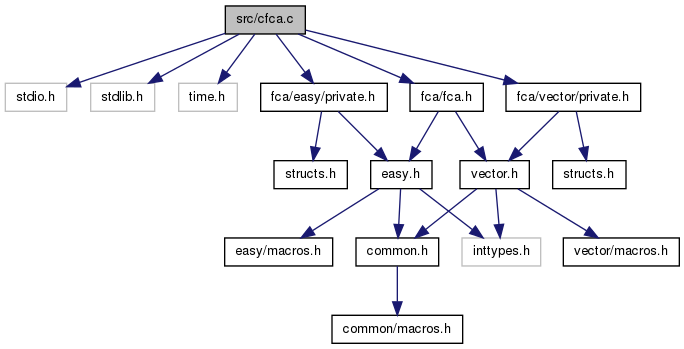 src/cfca.c
stdio.h
stdlib.h
time.h
fca/easy/private.h
fca/fca.h
fca/vector/private.h
structs.h
easy.h
vector.h
structs.h
easy/macros.h
common.h
inttypes.h
vector/macros.h
common/macros.h